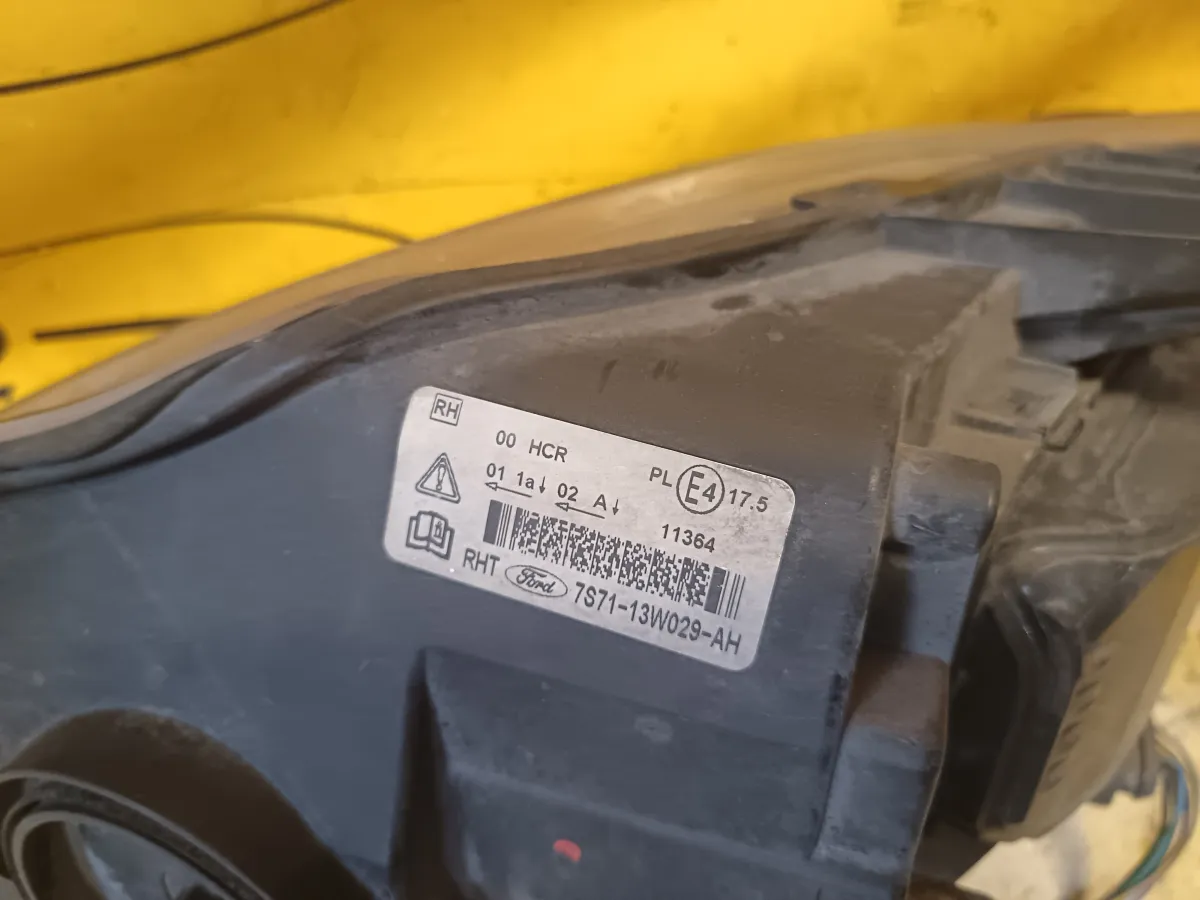 RH
00 HCR
PL E4 17.5
01 1a 02 A
11364
RHT Ford 7S71-13W029-AH